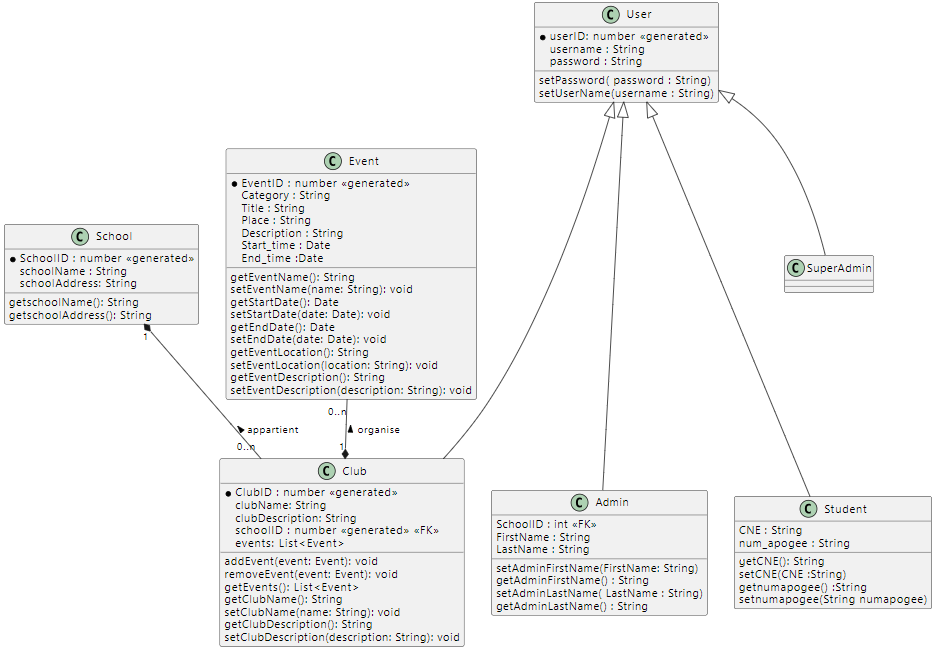 User
userID: number «generated»
username : String
password : String
setPassword( password : String)
setUserName(username : String)
Event
EventID : number «generated»
Category : String
Title : String
Place : String
Description : String
Start_time : Date
End_time :Date
getEventName(): String
setEventName(name: String): void
getStartDate(): Date
setStartDate(date: Date): void
getEndDate(): Date
setEndDate(date: Date): void
getEventLocation(): String
setEventLocation(location: String): void
getEventDescription(): String
setEventDescription(description: String): void
School
SchoolID : number «generated»
schoolName : String
schoolAddress: String
getschoolName(): String
getschoolAddress(): String
SuperAdmin
1
0..n
appartient
organise
0..n
1
Club
ClubID : number «generated»
clubName: String
clubDescription: String
schoolID : number «generated» «FK»
events: List<Event>
addEvent(event: Event): void
removeEvent(event: Event): void
getEvents(): List<Event>
getClubName(): String
setClubName(name: String): void
getClubDescription(): String
setClubDescription(description: String): void
Admin
SchoolID : int «FK»
FirstName : String
LastName : String
setAdminFirstName(FirstName: String)
getAdminFirstName() : String
setAdminLastName( LastName : String)
getAdminLastName() : String
Student
CNE : String
num_apogee : String
getCNE(): String
setCNE(CNE :String)
getnumapogee() :String
setnumapogee(String numapogee)